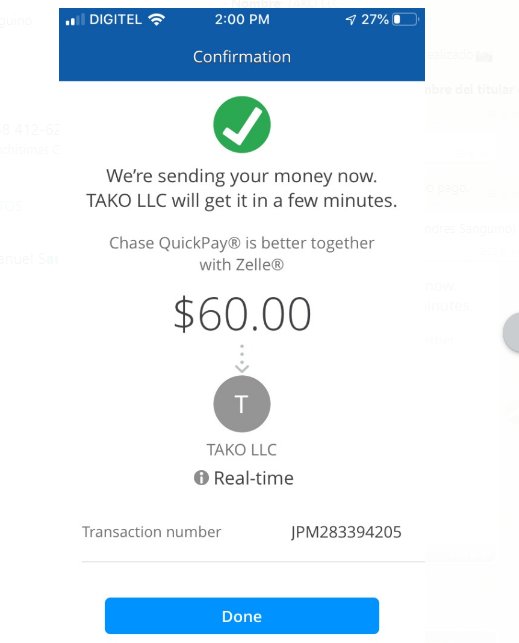 DIGITEL 2:00 PM 27%
Confirmation
We're sending your money now.
TAKO LLC will get it in a few minutes.
Chase QuickPay® is better together
with Zelle®
$60.00
T
TAKO LLC
Real-time
Transaction number JPM283394205
Done